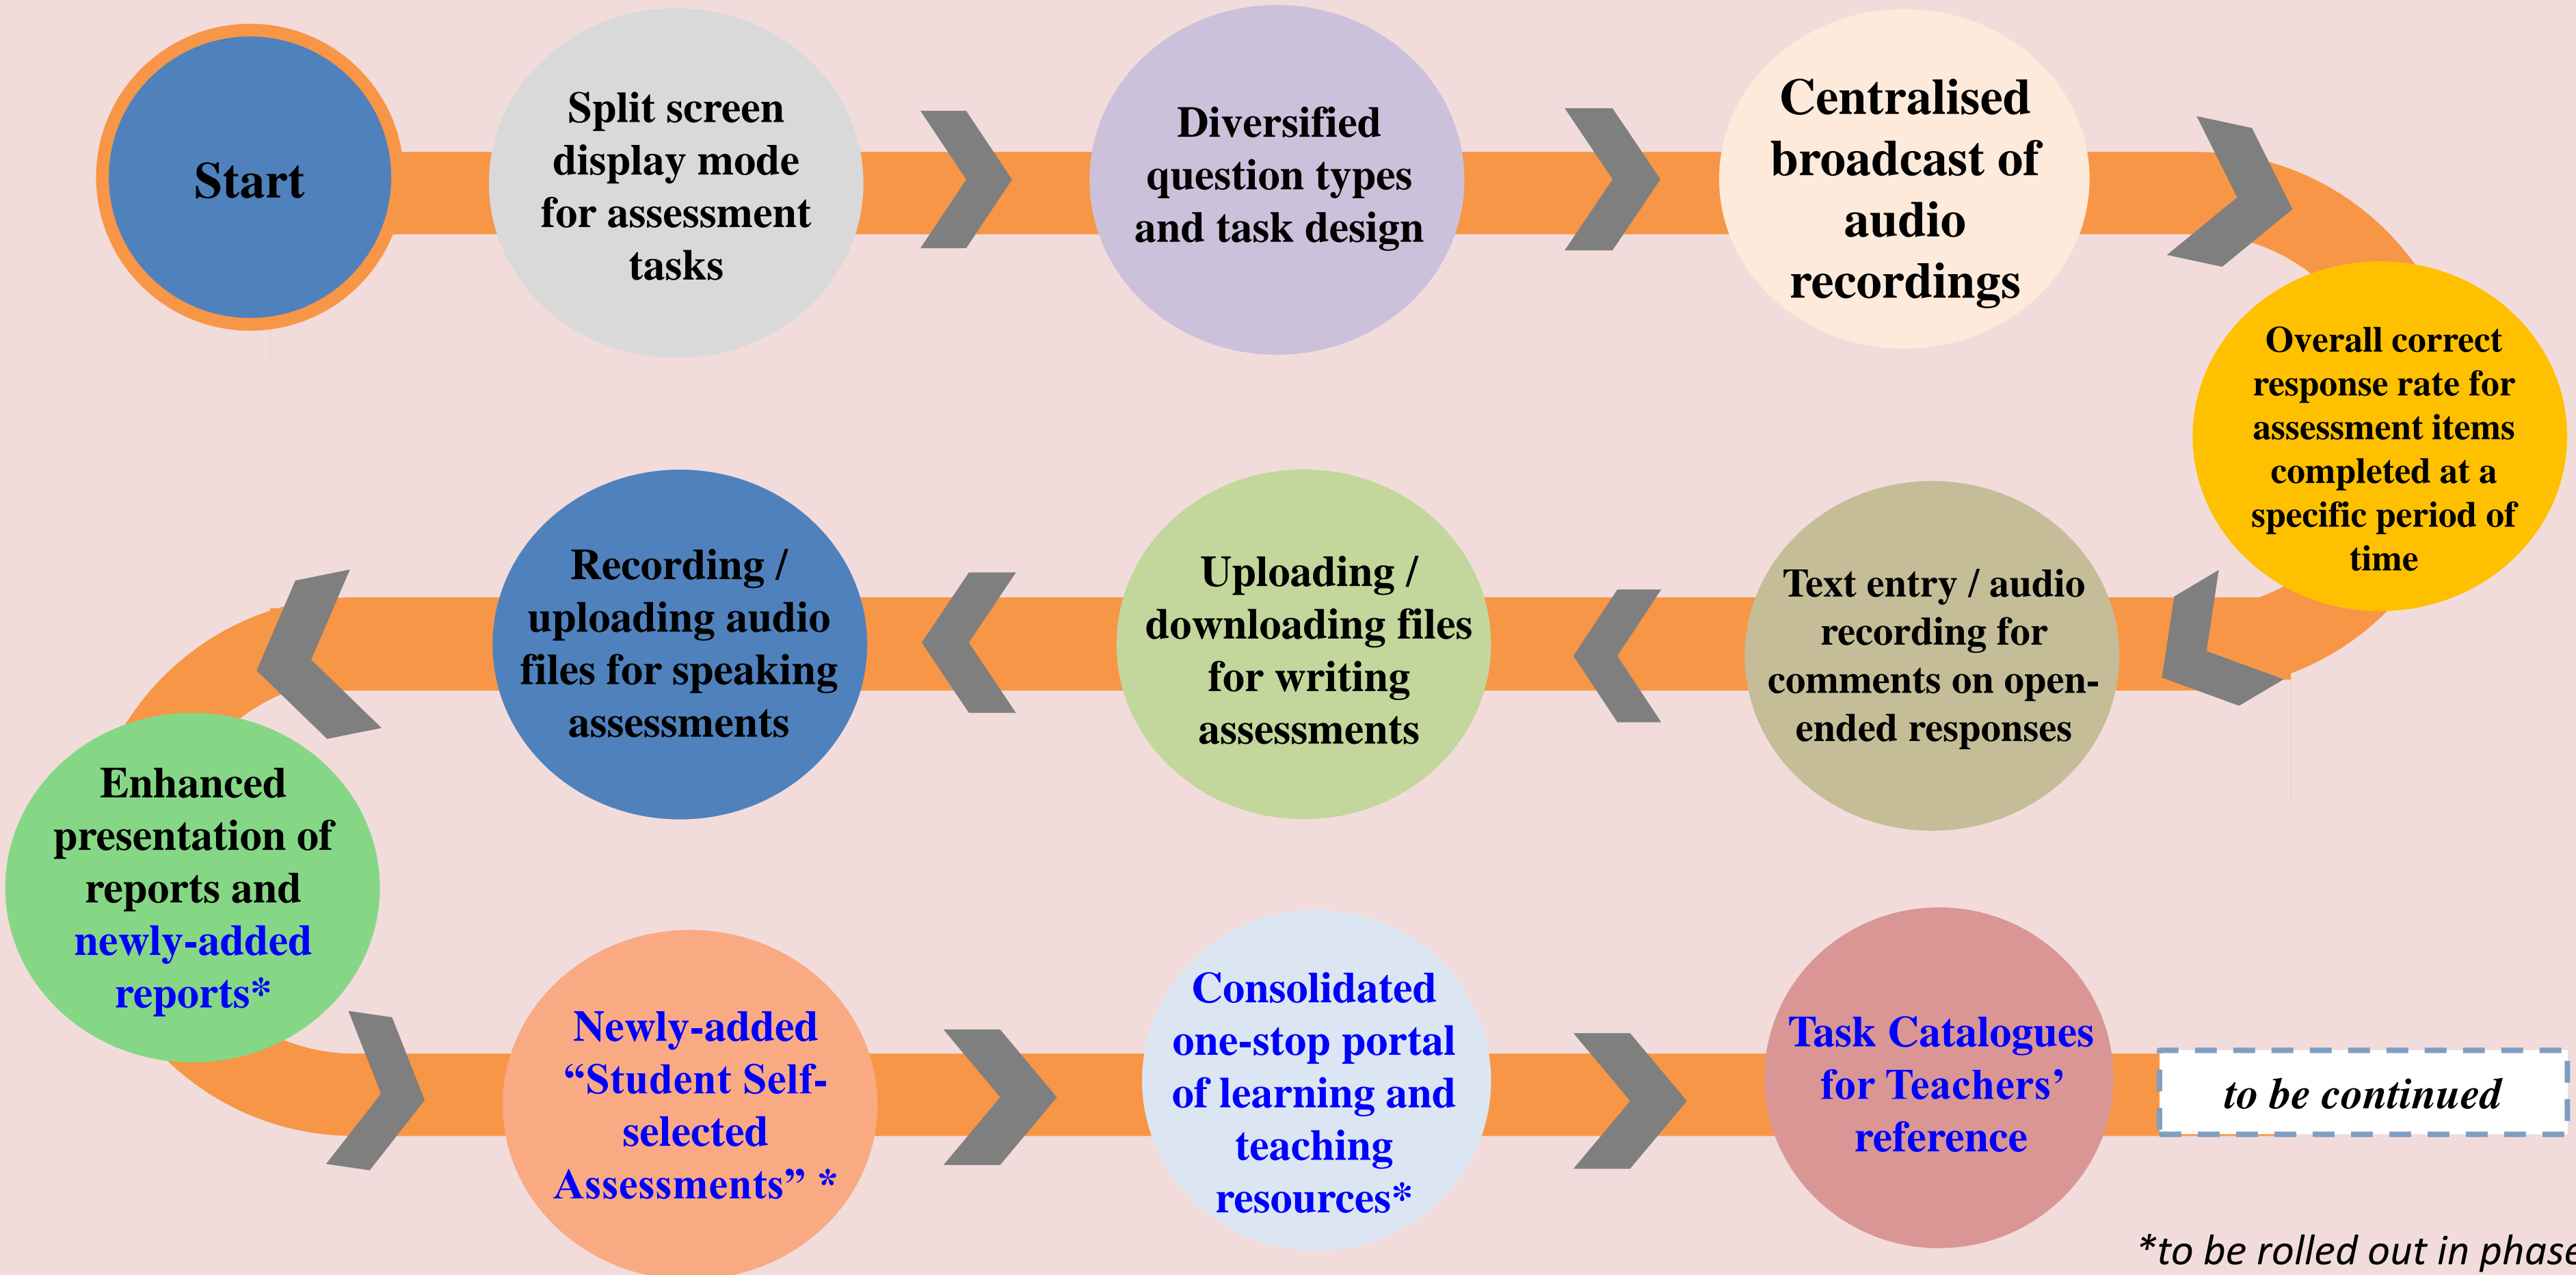 Start
Split screen
display mode
for assessment
tasks
Diversified
question types
and task design
Centralised
broadcast of
audio
recordings
Overall correct
response rate for
assessment items
completed at a
specific period of
time
Text entry / audio
recording for
comments on open-
ended responses
Uploading /
downloading files
for writing
assessments
Recording /
uploading audio
files for speaking
assessments
Enhanced
presentation of
reports and
newly-added
reports*
Newly-added
“Student Self-
selected
Assessments” *
Consolidated
one-stop portal
of learning and
teaching
resources*
Task Catalogues
for Teachers’
reference
to be continued
*to be rolled out in phase